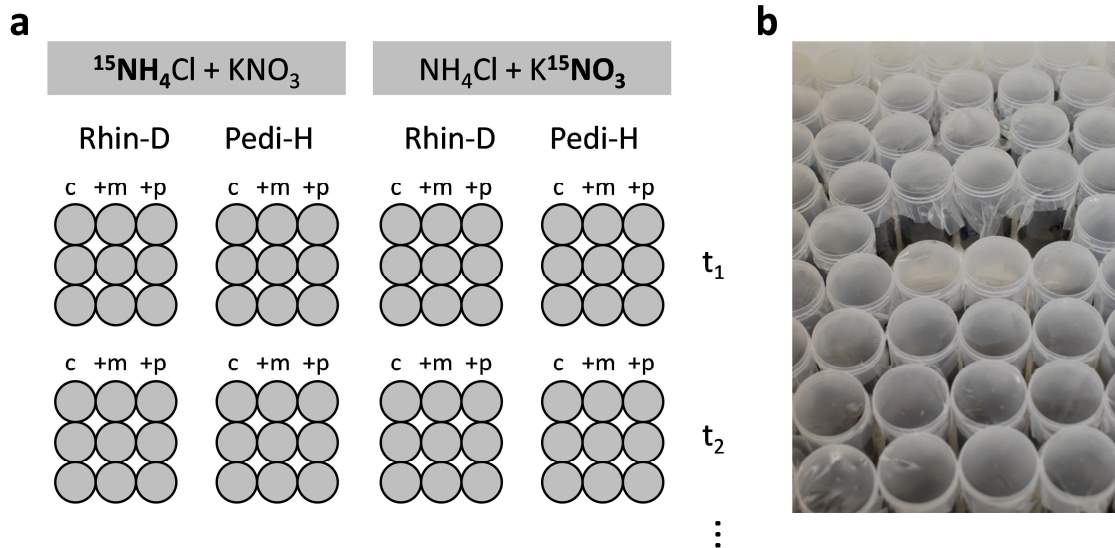 a
b
¹⁵NH₄Cl + KNO₃
NH₄Cl + K¹⁵NO₃
Rhin-D Pedi-H Rhin-D Pedi-H
c +m +p c +m +p c +m +p c +m +p
t₁
c +m +p c +m +p c +m +p c +m +p
t₂
⋮